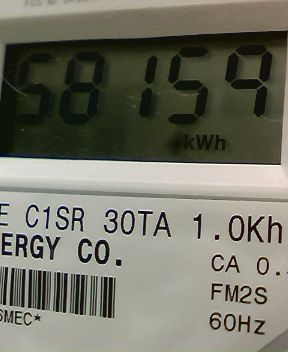 58159
kWh
E C1SR 30TA 1.0Kh
ERGY CO.
CA 0.
FM2S
60Hz
SMEC*